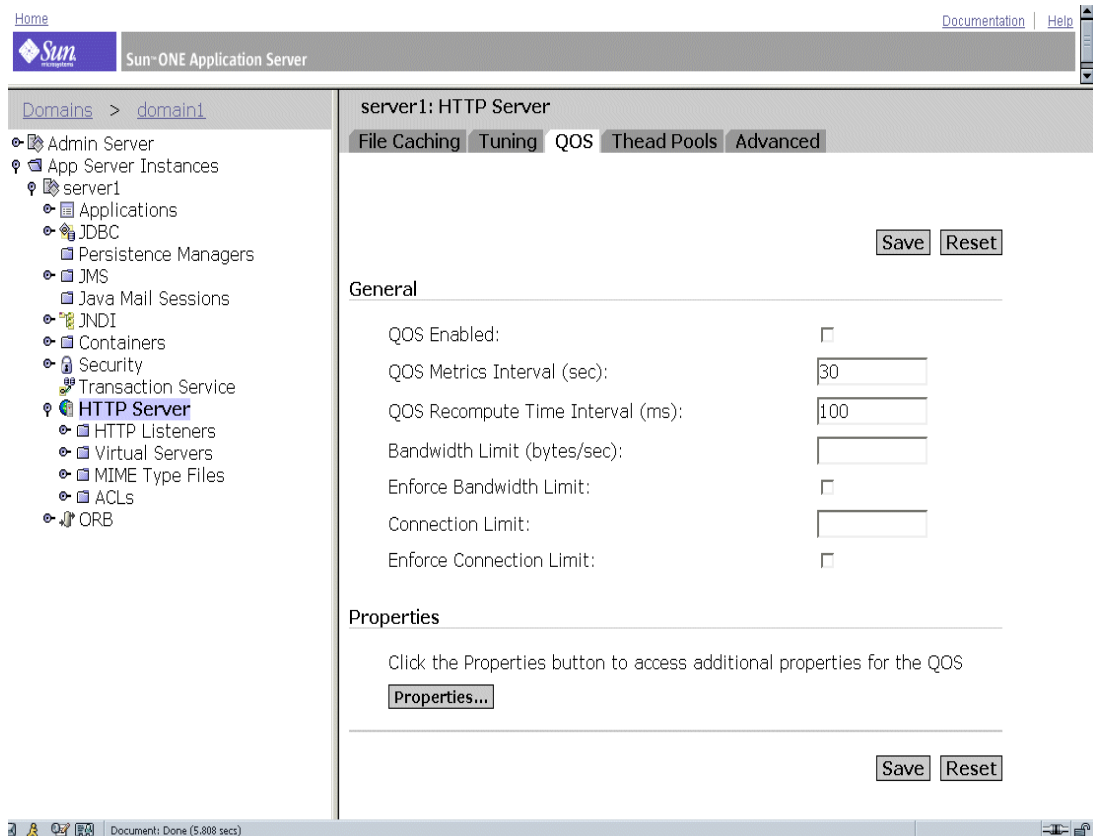 Home
Documentation | Help
Sun
microsystems
Sun™ ONE Application Server
Domains > domain1
Admin Server
App Server Instances
server1
Applications
JDBC
Persistence Managers
JMS
Java Mail Sessions
JNDI
Containers
Security
Transaction Service
HTTP Server
HTTP Listeners
Virtual Servers
MIME Type Files
ACLs
ORB
server1: HTTP Server
File Caching Tuning QOS Thead Pools Advanced
Save Reset
General
QOS Enabled:
QOS Metrics Interval (sec): 30
QOS Recompute Time Interval (ms): 100
Bandwidth Limit (bytes/sec):
Enforce Bandwidth Limit:
Connection Limit:
Enforce Connection Limit:
Properties
Click the Properties button to access additional properties for the QOS
Properties...
Save Reset
Document: Done (5.808 secs)